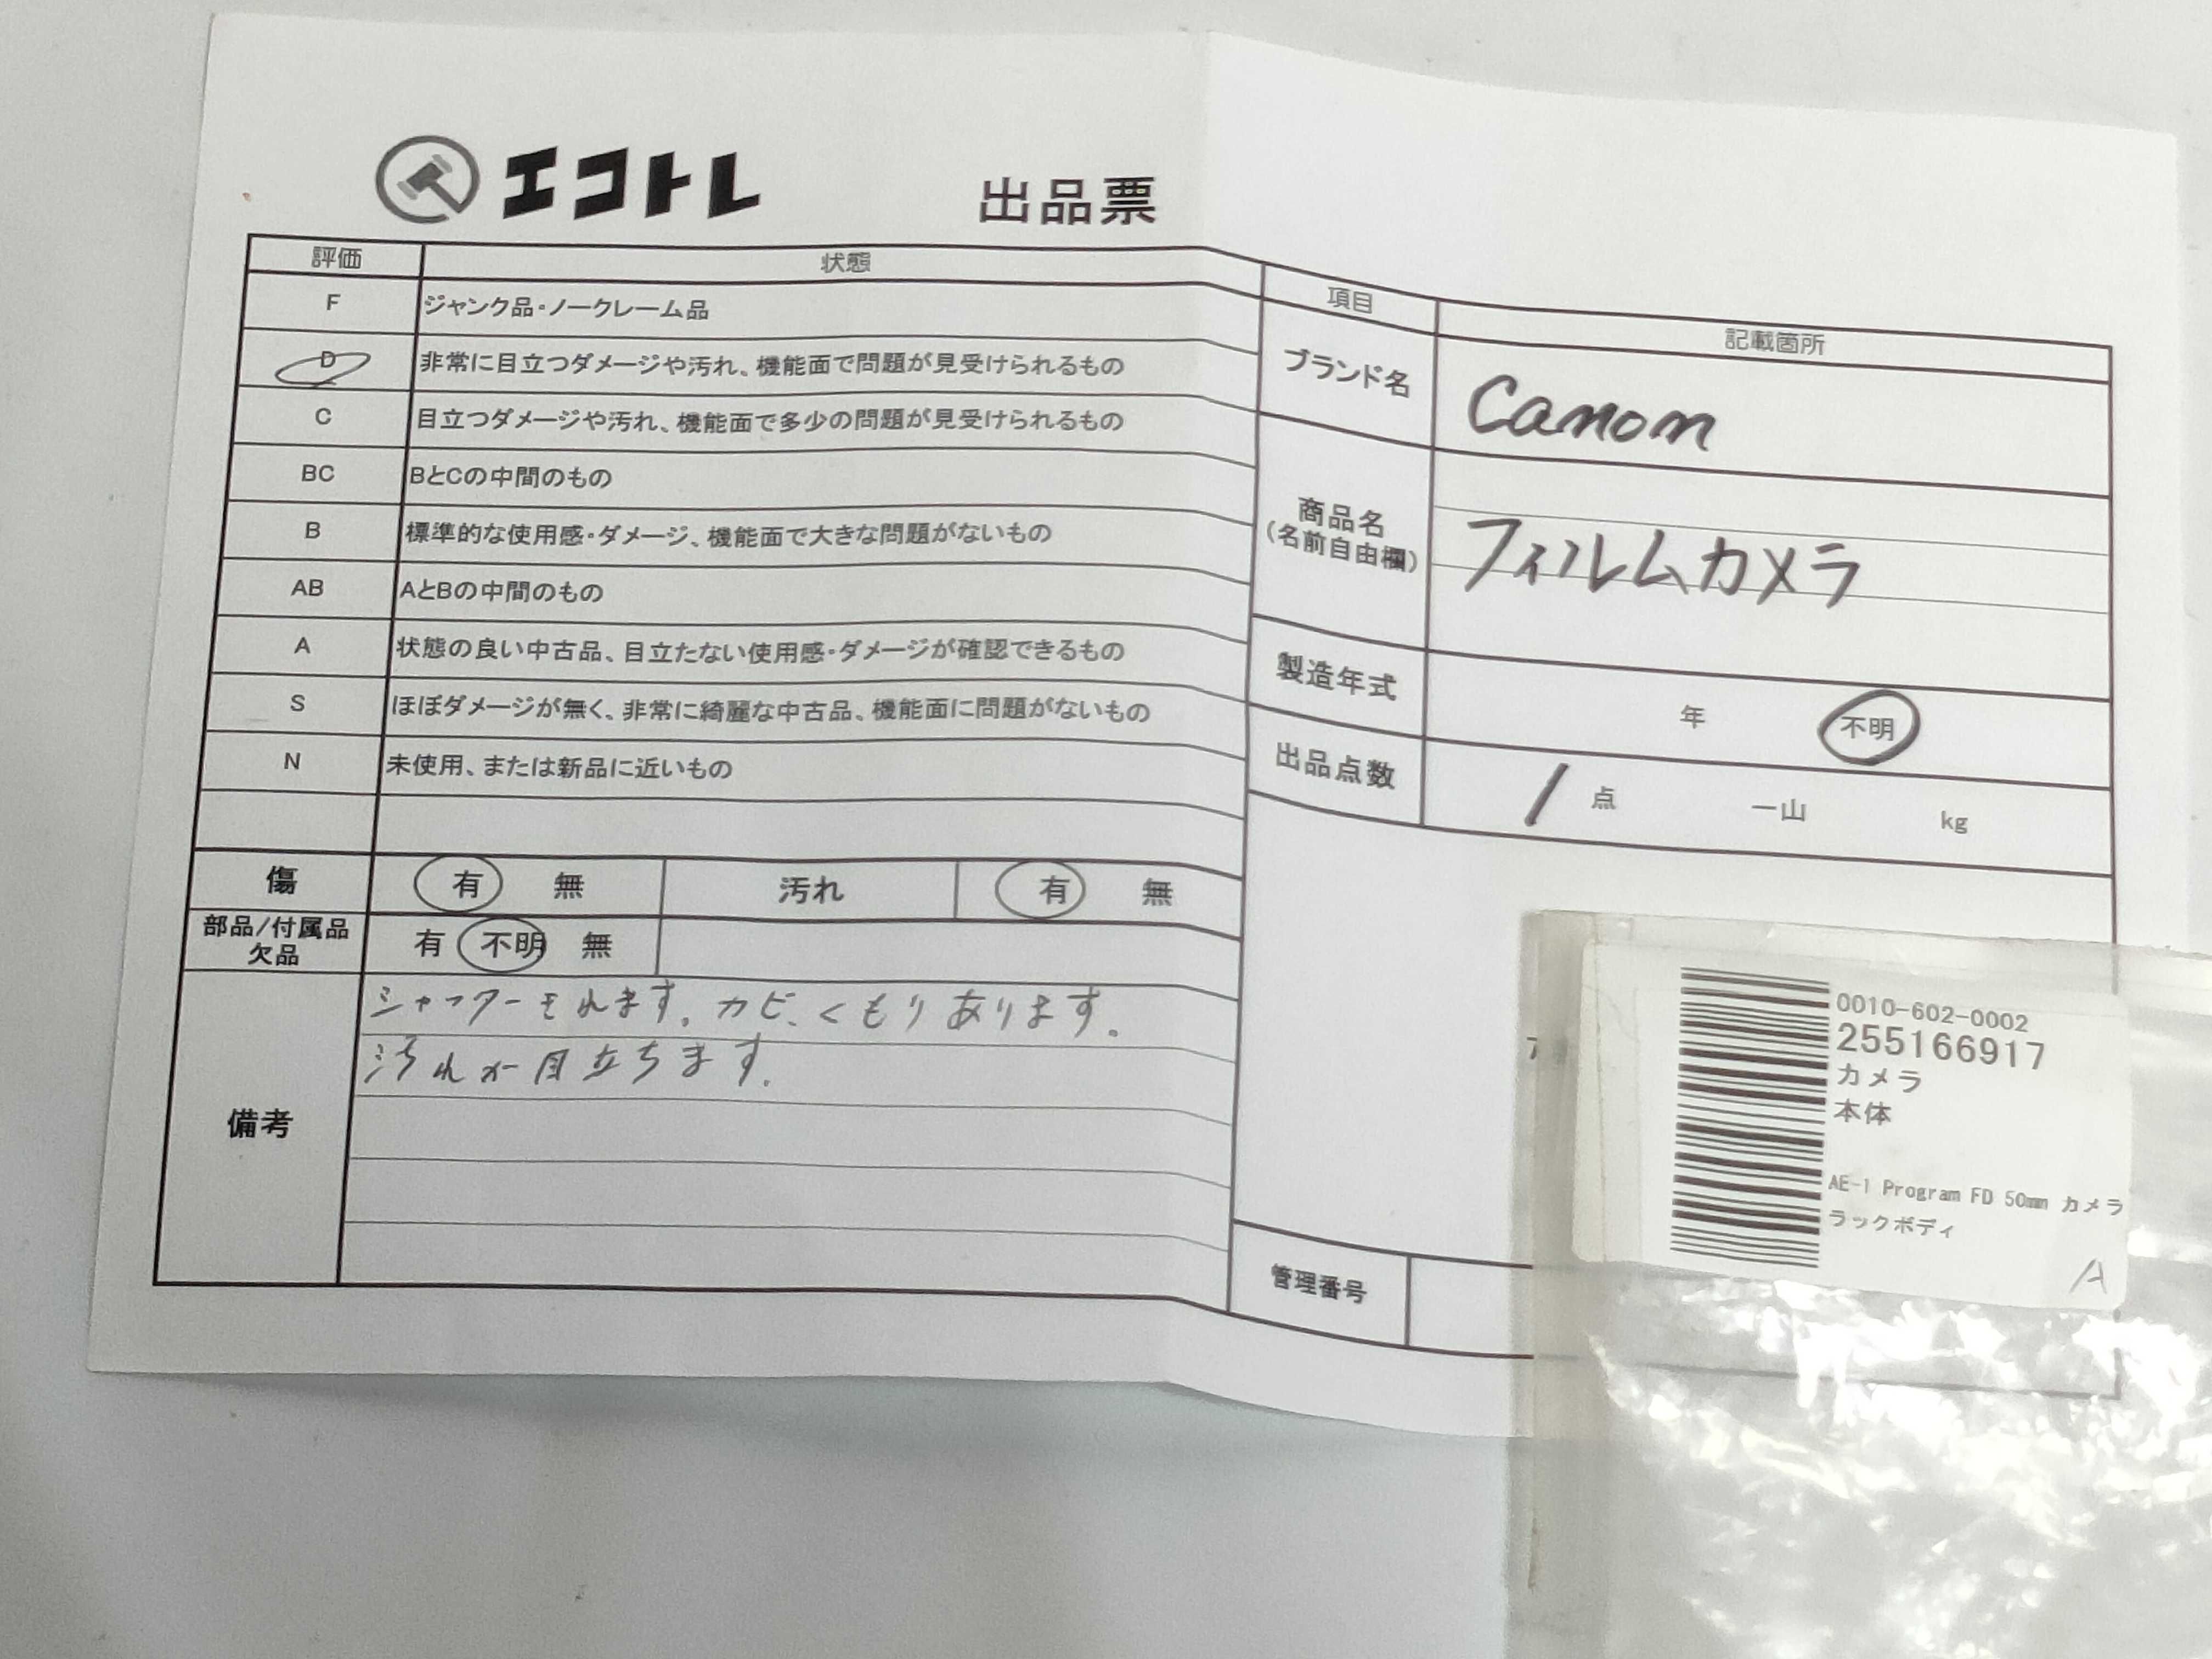 エコトレ
出品票
評価 状態
F ジャンク品・ノークレーム品
D 非常に目立つダメージや汚れ、機能面で問題が見受けられるもの
C 目立つダメージや汚れ、機能面で多少の問題が見受けられるもの
BC BとCの中間のもの
B 標準的な使用感・ダメージ、機能面で大きな問題がないもの
AB AとBの中間のもの
A 状態の良い中古品、目立たない使用感・ダメージが確認できるもの
S ほぼダメージが無く、非常に綺麗な中古品、機能面に問題がないもの
N 未使用、または新品に近いもの
傷 有 無 汚れ 有 無
部品/付属品
欠品 有 不明 無
備考
シャッターきれます。カビ、くもりあります。
汚れが目立ちます。
項目 記載箇所
ブランド名 Canon
商品名
(名前自由欄)
フィルムカメラ
製造年式 年 不明
出品点数 1 点 一山 kg
管理番号
0010-602-0002
255166917
カメラ
本体
AE-1 Program FD 50mm カメラ
ラックボディ
A